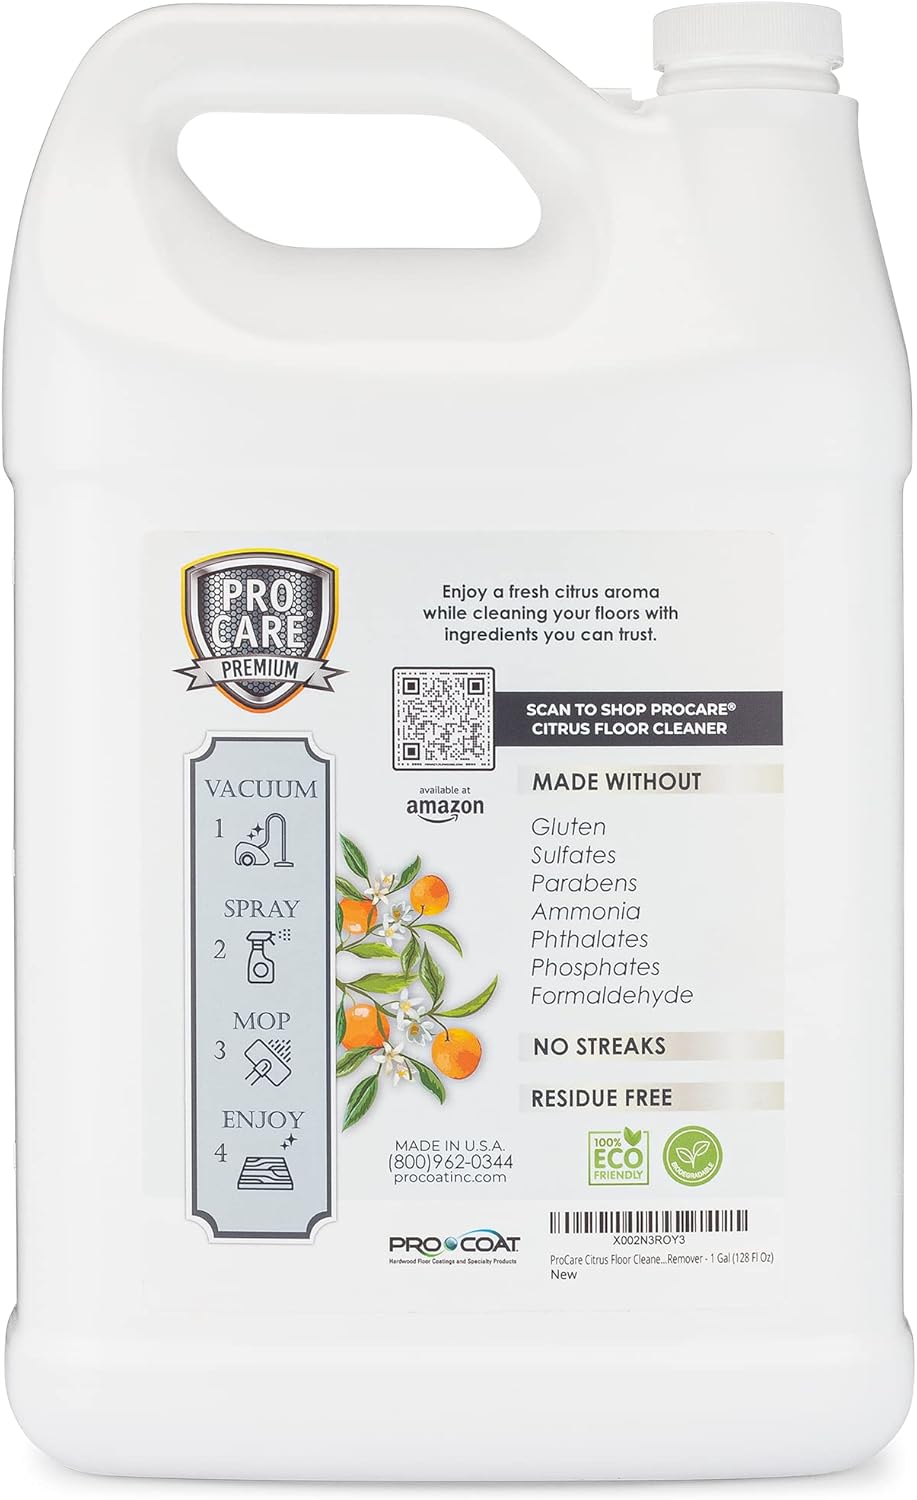 PRO
CARE®
PREMIUM
Enjoy a fresh citrus aroma
while cleaning your floors with
ingredients you can trust.
SCAN TO SHOP PROCARE®
CITRUS FLOOR CLEANER
available at
amazon
VACUUM
1
SPRAY
2
MOP
3
ENJOY
4
MADE WITHOUT
Gluten
Sulfates
Parabens
Ammonia
Phthalates
Phosphates
Formaldehyde
NO STREAKS
RESIDUE FREE
100%
ECO
FRIENDLY
BIODEGRADABLE
MADE IN U.S.A.
(800)962-0344
procoatinc.com
PRO COAT
Hardwood Floor Coatings and Specialty Products
X002N3ROY3
ProCare Citrus Floor Cleane...Remover - 1 Gal (128 Fl Oz)
New